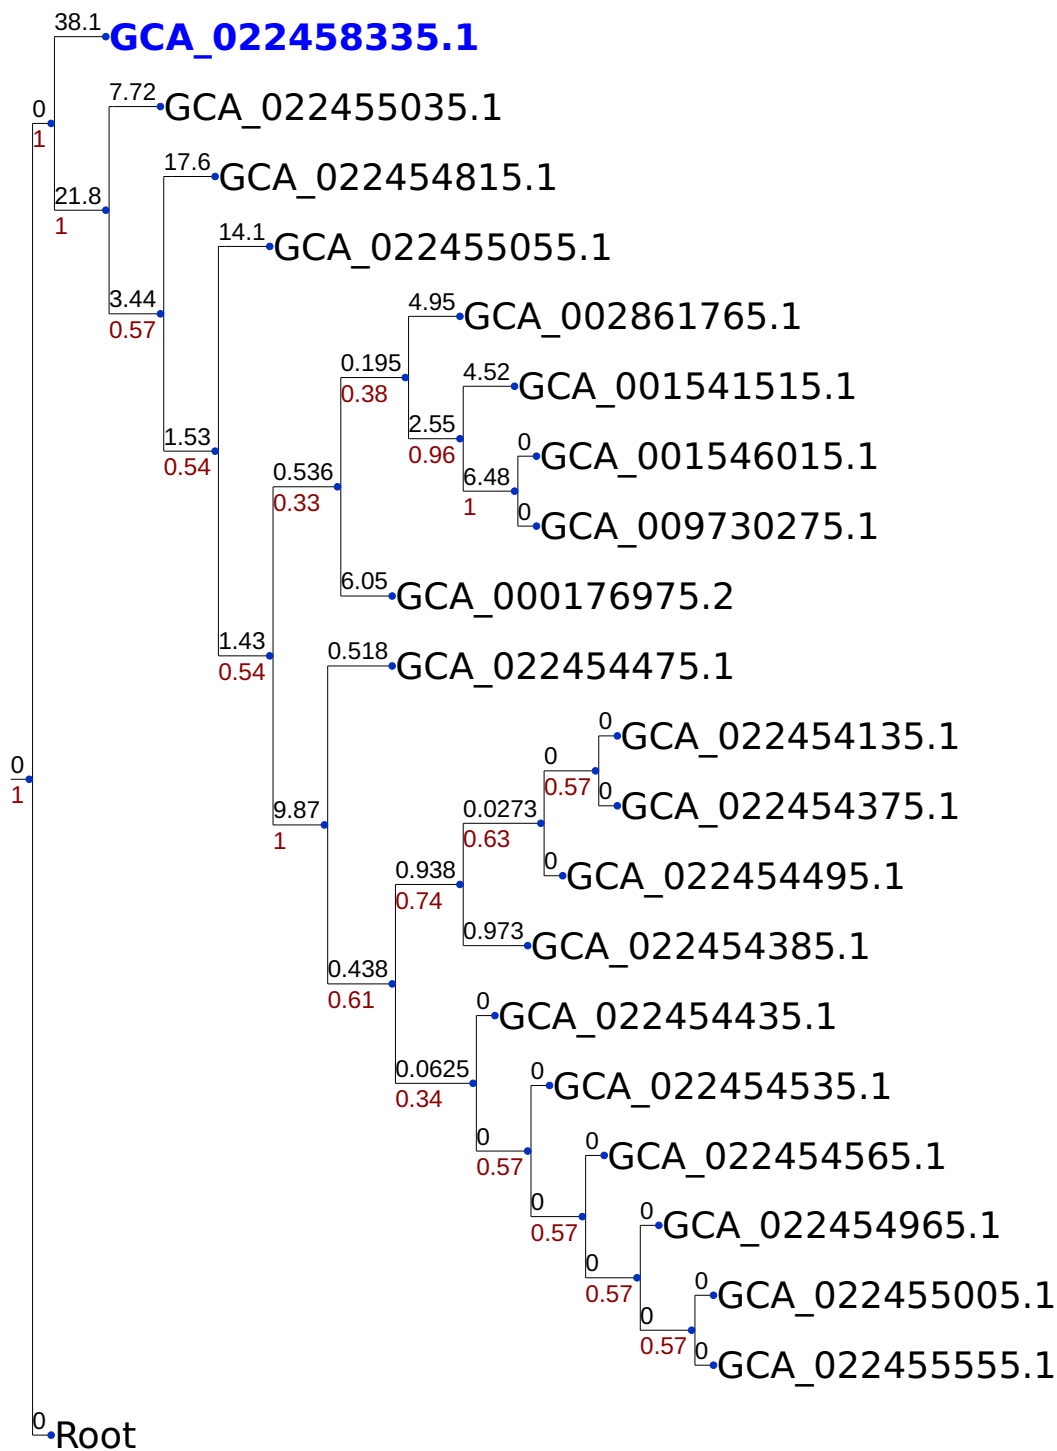 38.1
GCA_022458335.1
7.72
GCA_022455035.1
0
1
17.6
GCA_022454815.1
21.8
1
14.1
GCA_022455055.1
3.44
0.57
4.95
GCA_002861765.1
0.195
0.38
4.52
GCA_001541515.1
2.55
0.96
1.53
0.54
0
GCA_001546015.1
0.536
0.33
6.48
1
0
GCA_009730275.1
6.05
GCA_000176975.2
1.43
0.54
0.518
GCA_022454475.1
0
GCA_022454135.1
0
0.57
0
1
0
GCA_022454375.1
9.87
1
0.0273
0.63
0
GCA_022454495.1
0.938
0.74
0.973
GCA_022454385.1
0.438
0.61
0
GCA_022454435.1
0.0625
0.34
0
GCA_022454535.1
0
0.57
0
GCA_022454565.1
0
0.57
0
GCA_022454965.1
0
0.57
0
GCA_022455005.1
0
0.57
0
GCA_022455555.1
0
Root